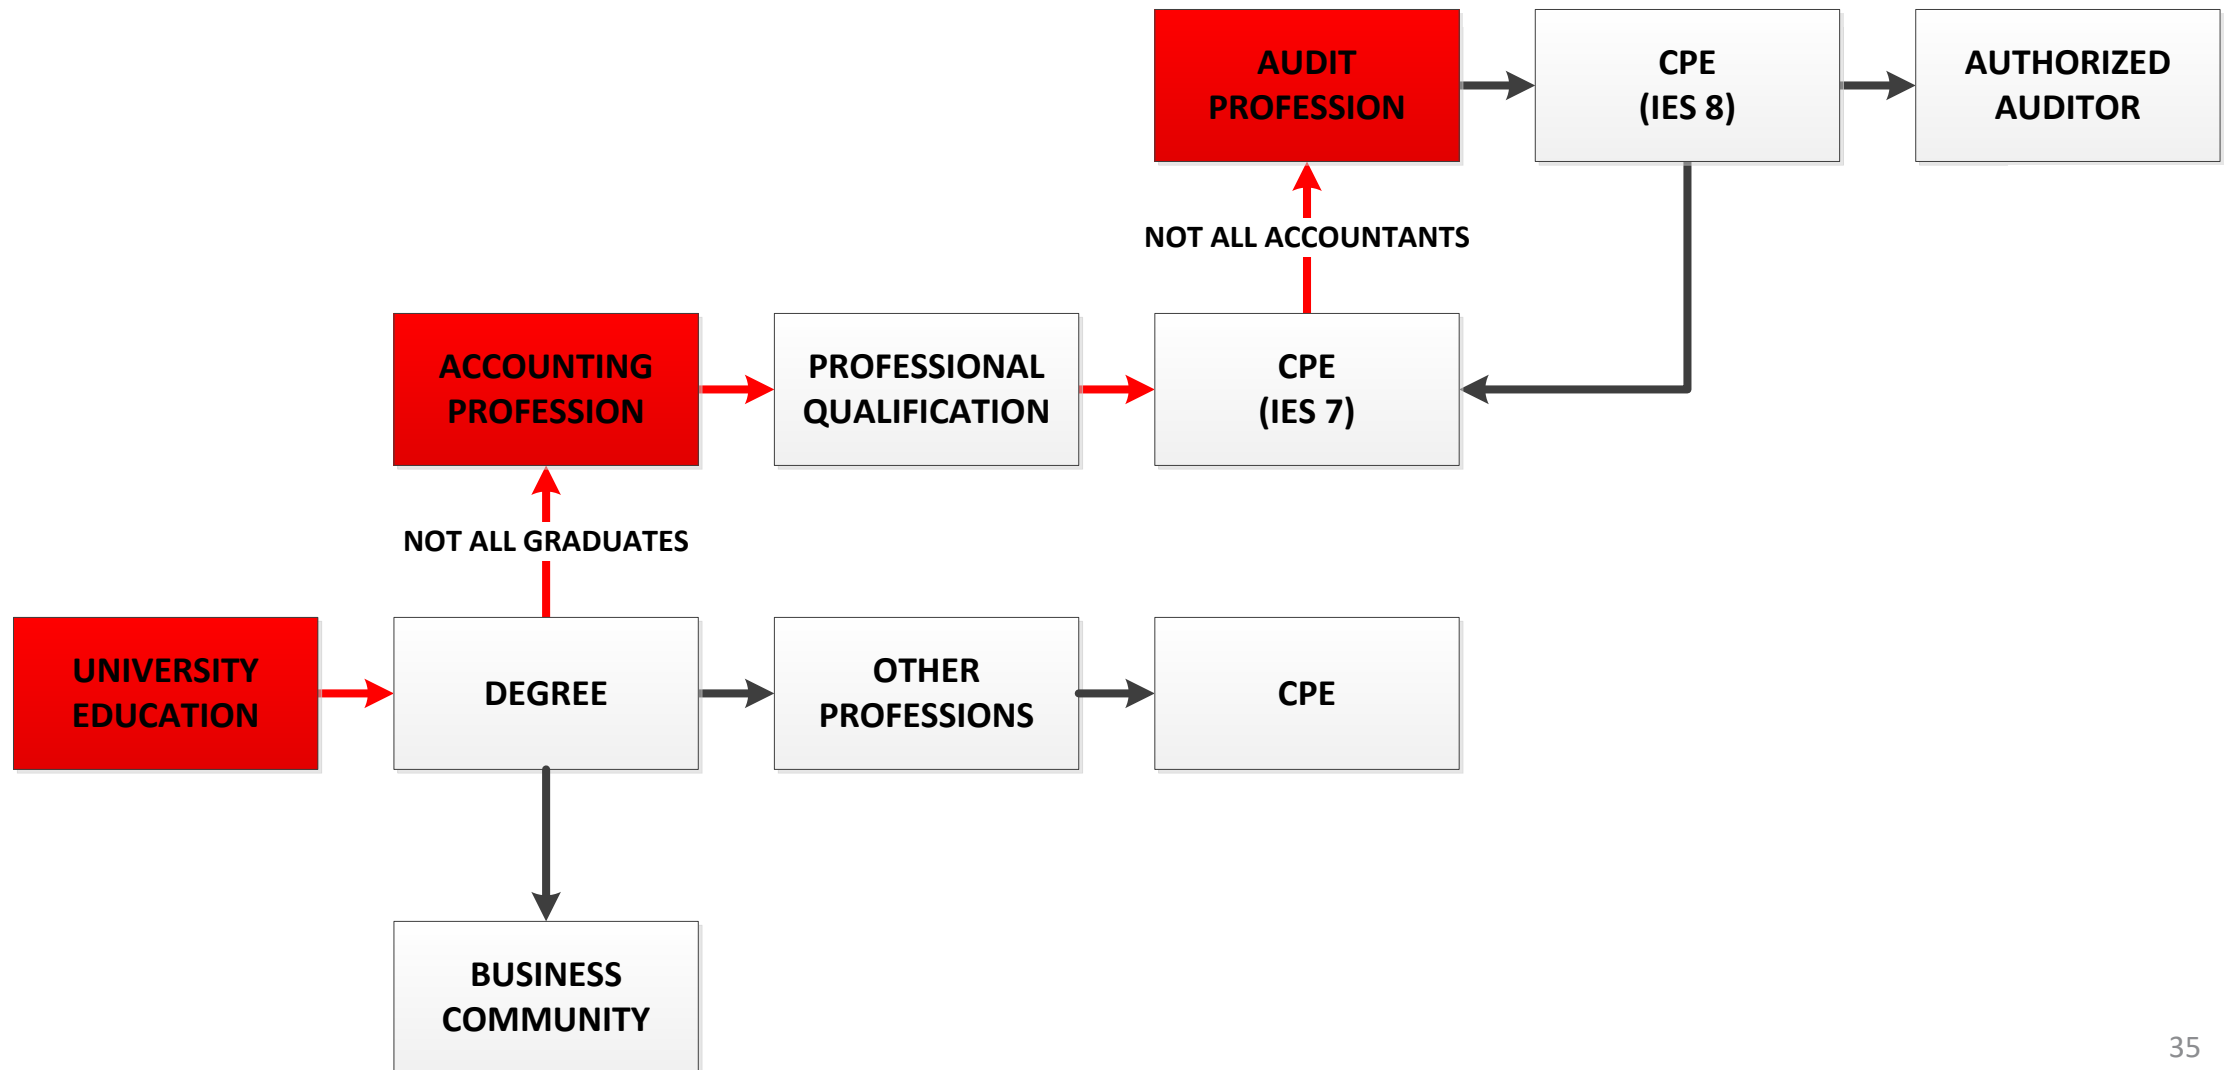 AUDIT
PROFESSION
CPE
(IES 8)
AUTHORIZED
AUDITOR
NOT ALL ACCOUNTANTS
ACCOUNTING
PROFESSION
PROFESSIONAL
QUALIFICATION
CPE
(IES 7)
NOT ALL GRADUATES
UNIVERSITY
EDUCATION
DEGREE
OTHER
PROFESSIONS
CPE
BUSINESS
COMMUNITY
35